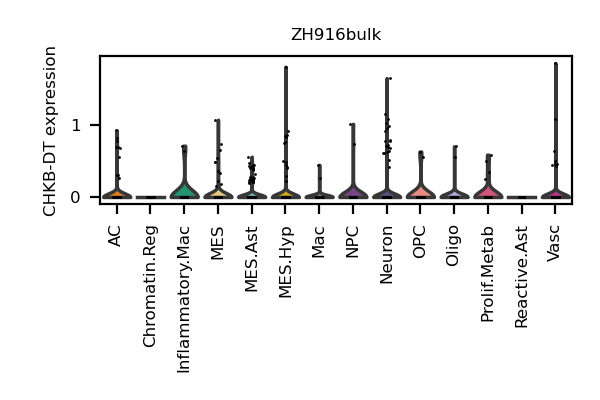 ZH916bulk
CHKB-DT expression
1
0
AC
Chromatin.Reg
Inflammatory.Mac
MES
MES.Ast
MES.Hyp
Mac
NPC
Neuron
OPC
Oligo
Prolif.Metab
Reactive.Ast
Vasc